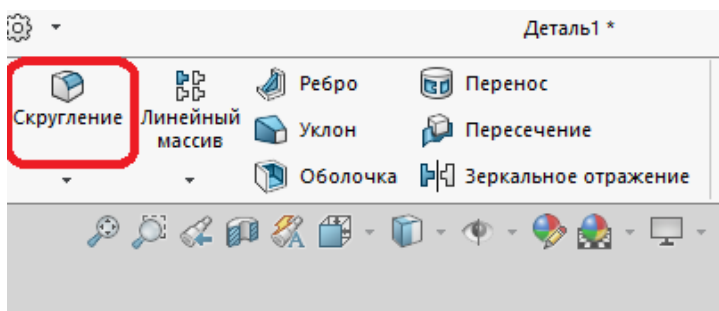 Деталь1 *
Скругление
Линейный
массив
Ребро
Уклон
Оболочка
Перенос
Пересечение
Зеркальное отражение